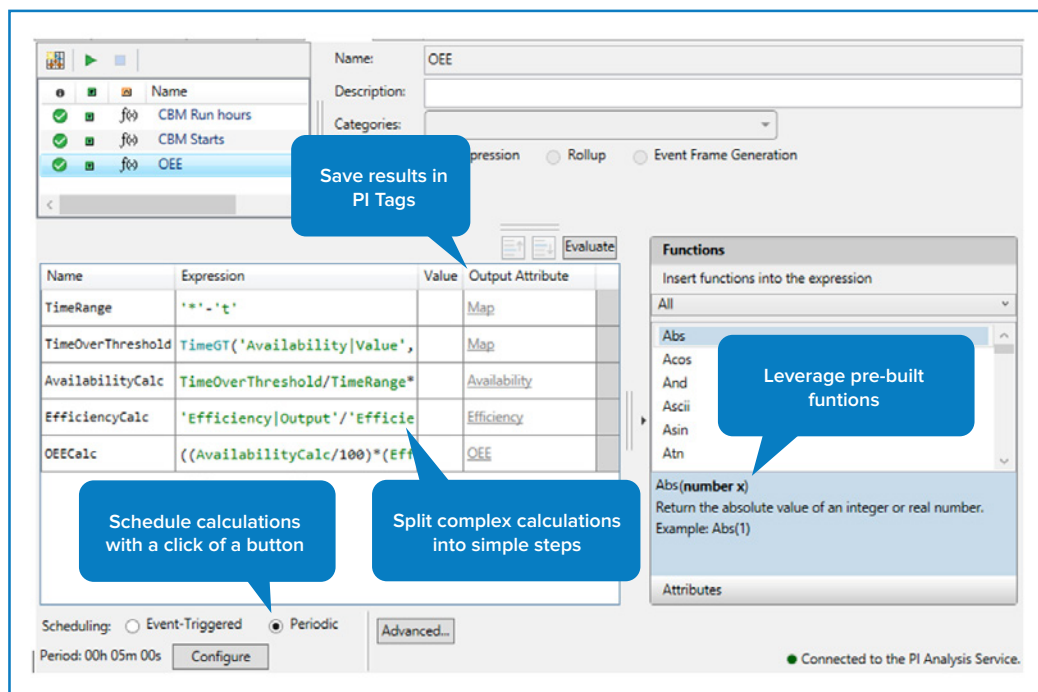 Name:
OEE
Name
Description:
CBM Run hours
CBM Starts
Categories:
OEE
pression
Rollup
Event Frame Generation
Save results in
PI Tags
Evaluate
Functions
Name
Expression
Value
Output Attribute
Insert functions into the expression
TimeRange
'*'-'t'
Map
All
TimeOverThreshold
TimeGT('Availability|Value',
Map
Abs
Acos
AvailabilityCalc
TimeOverThreshold/TimeRange*
Availability
And
Leverage pre-built
funtions
EfficiencyCalc
'Efficiency|Output'/'Efficie
Efficiency
Ascii
Asin
OEECalc
((AvailabilityCalc/100)*(Eff
OEE
Atn
Abs(number x)
Return the absolute value of an integer or real number.
Example: Abs(1)
Schedule calculations
with a click of a button
Split complex calculations
into simple steps
Attributes
Scheduling:
Event-Triggered
Periodic
Advanced...
Period: 00h 05m 00s
Configure
Connected to the PI Analysis Service.